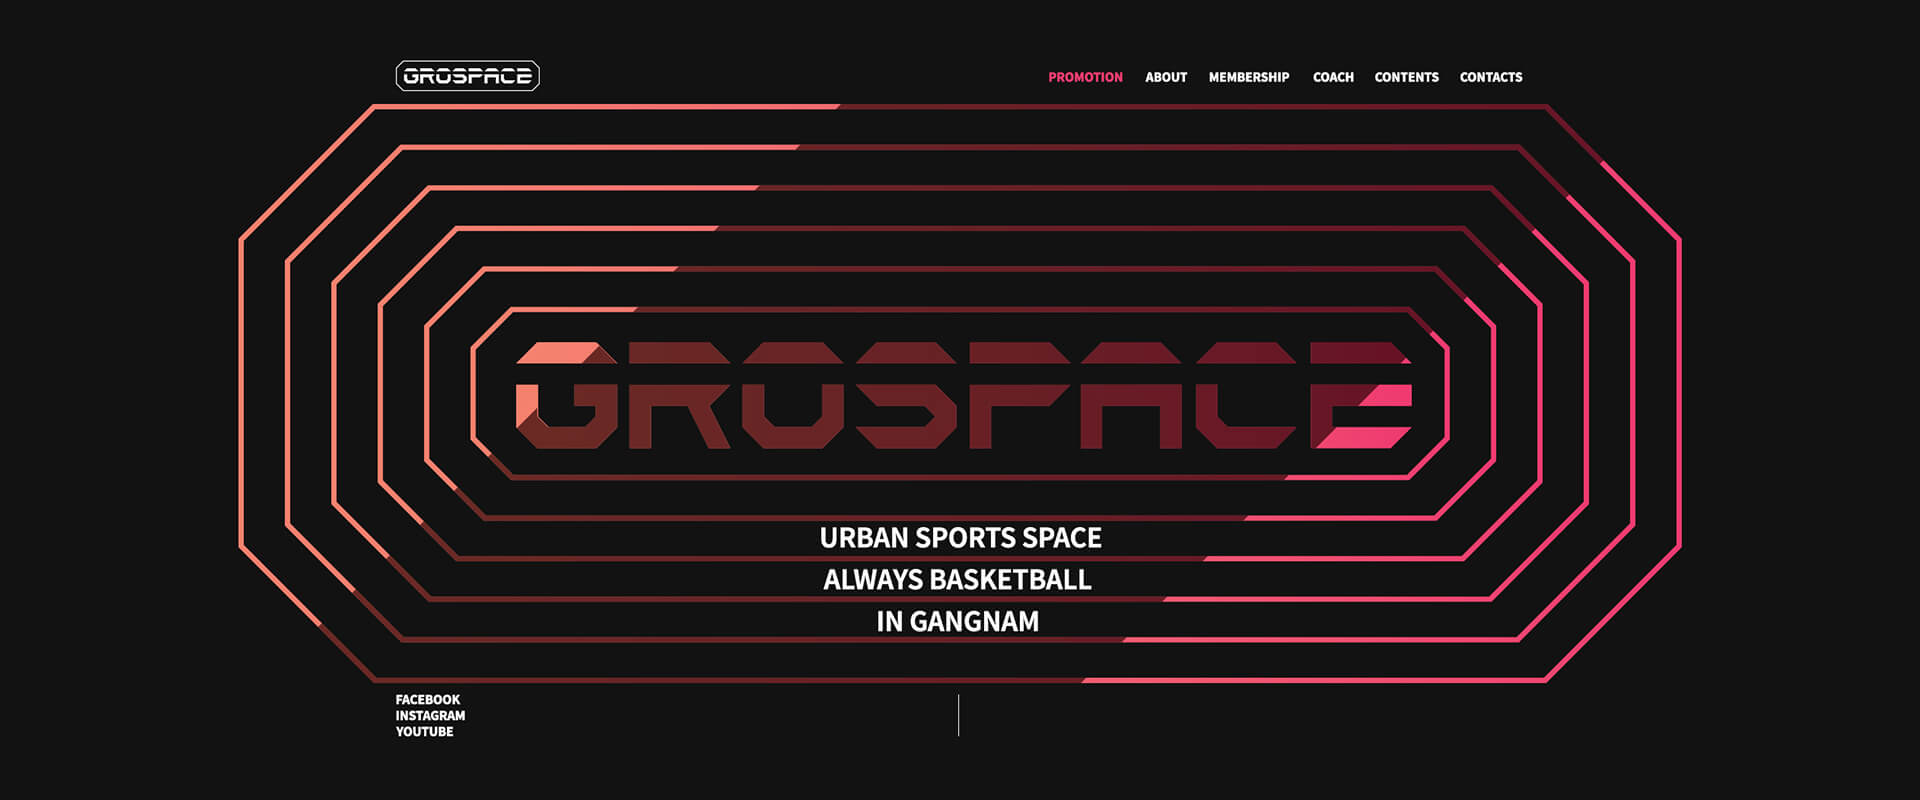 GROSPACE
PROMOTION ABOUT MEMBERSHIP COACH CONTENTS CONTACTS
GROSPACE
URBAN SPORTS SPACE
ALWAYS BASKETBALL
IN GANGNAM
FACEBOOK
INSTAGRAM
YOUTUBE